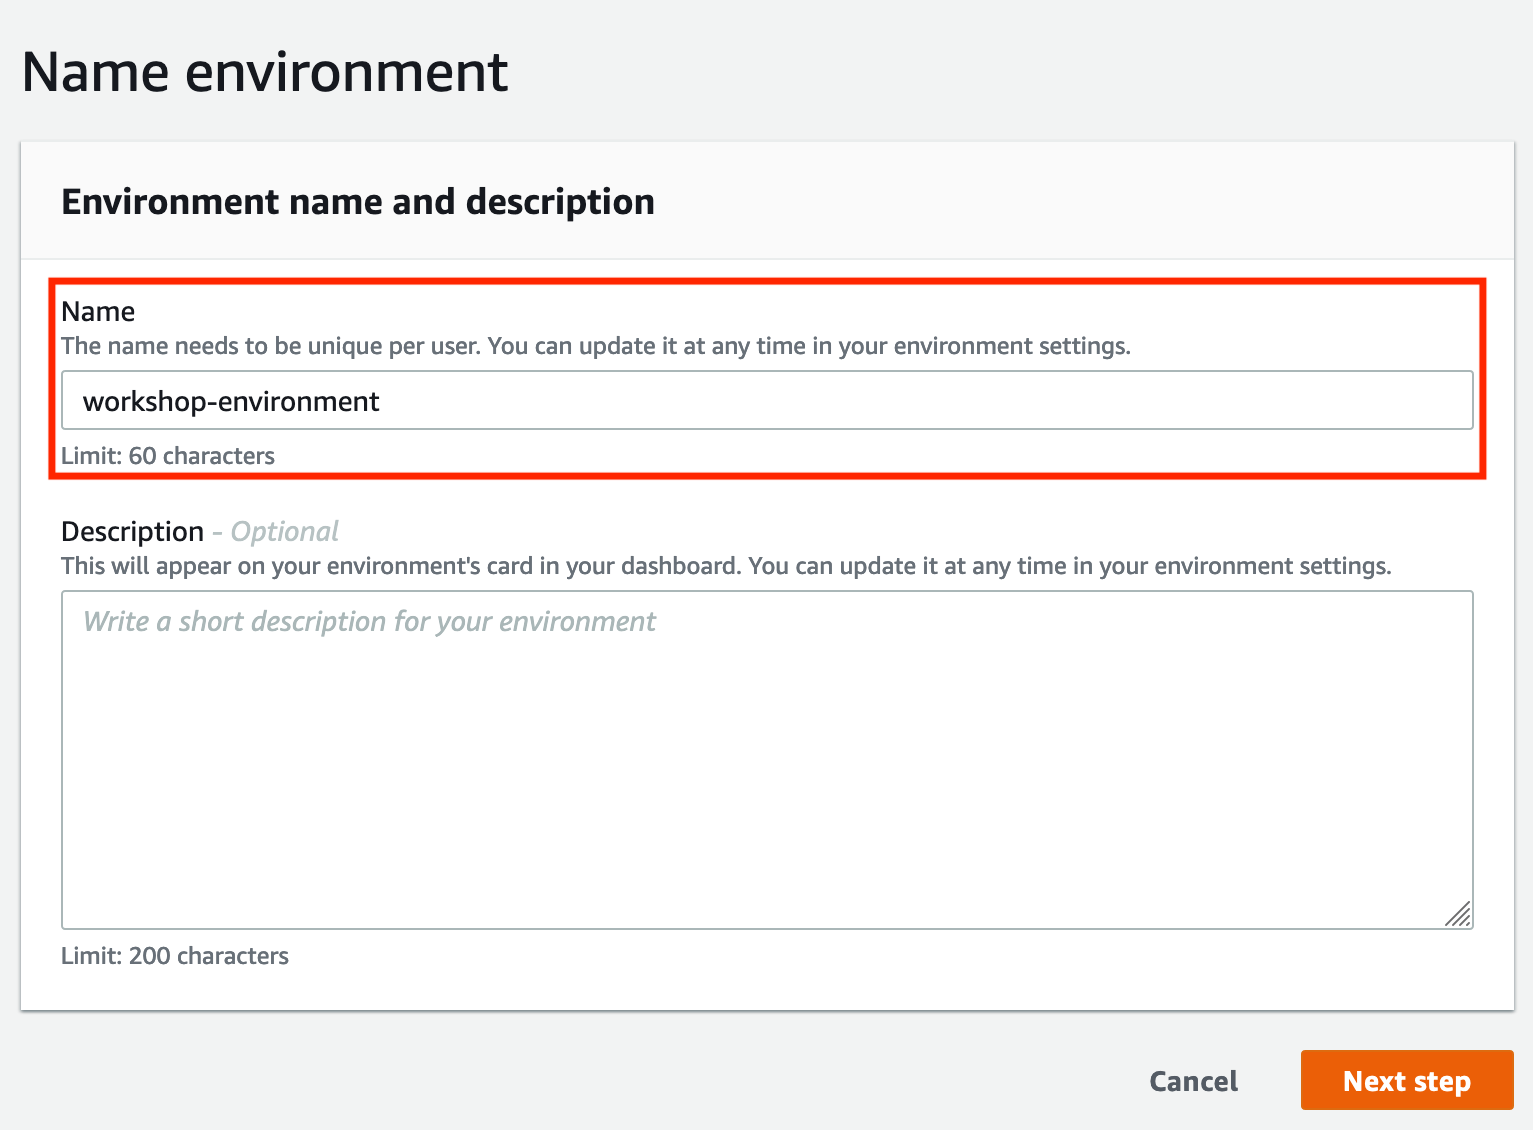 Name environment
Environment name and description
Name
The name needs to be unique per user. You can update it at any time in your environment settings.
workshop-environment
Limit: 60 characters
Description - Optional
This will appear on your environment's card in your dashboard. You can update it at any time in your environment settings.
Write a short description for your environment
Limit: 200 characters
Cancel
Next step